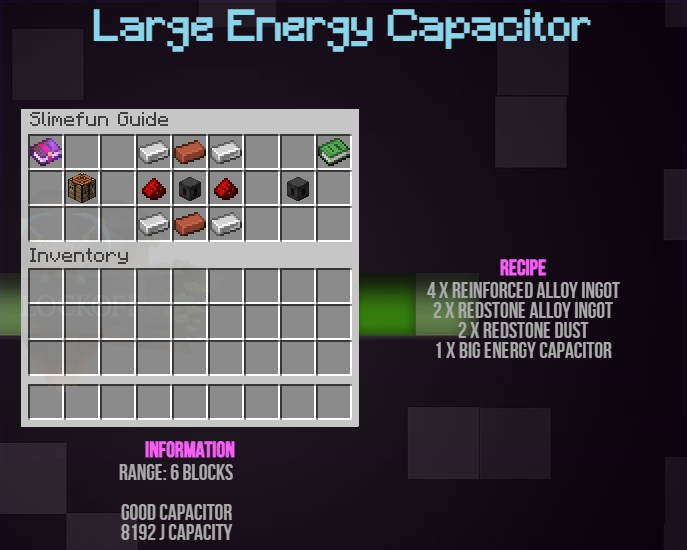 Large Energy Capacitor
Slimefun Guide
Inventory
LOCKOFF
RECIPE
4 X REINFORCED ALLOY INGOT
2 X REDSTONE ALLOY INGOT
2 X REDSTONE DUST
1 X BIG ENERGY CAPACITOR
INFORMATION
RANGE: 6 BLOCKS
GOOD CAPACITOR
8192 J CAPACITY